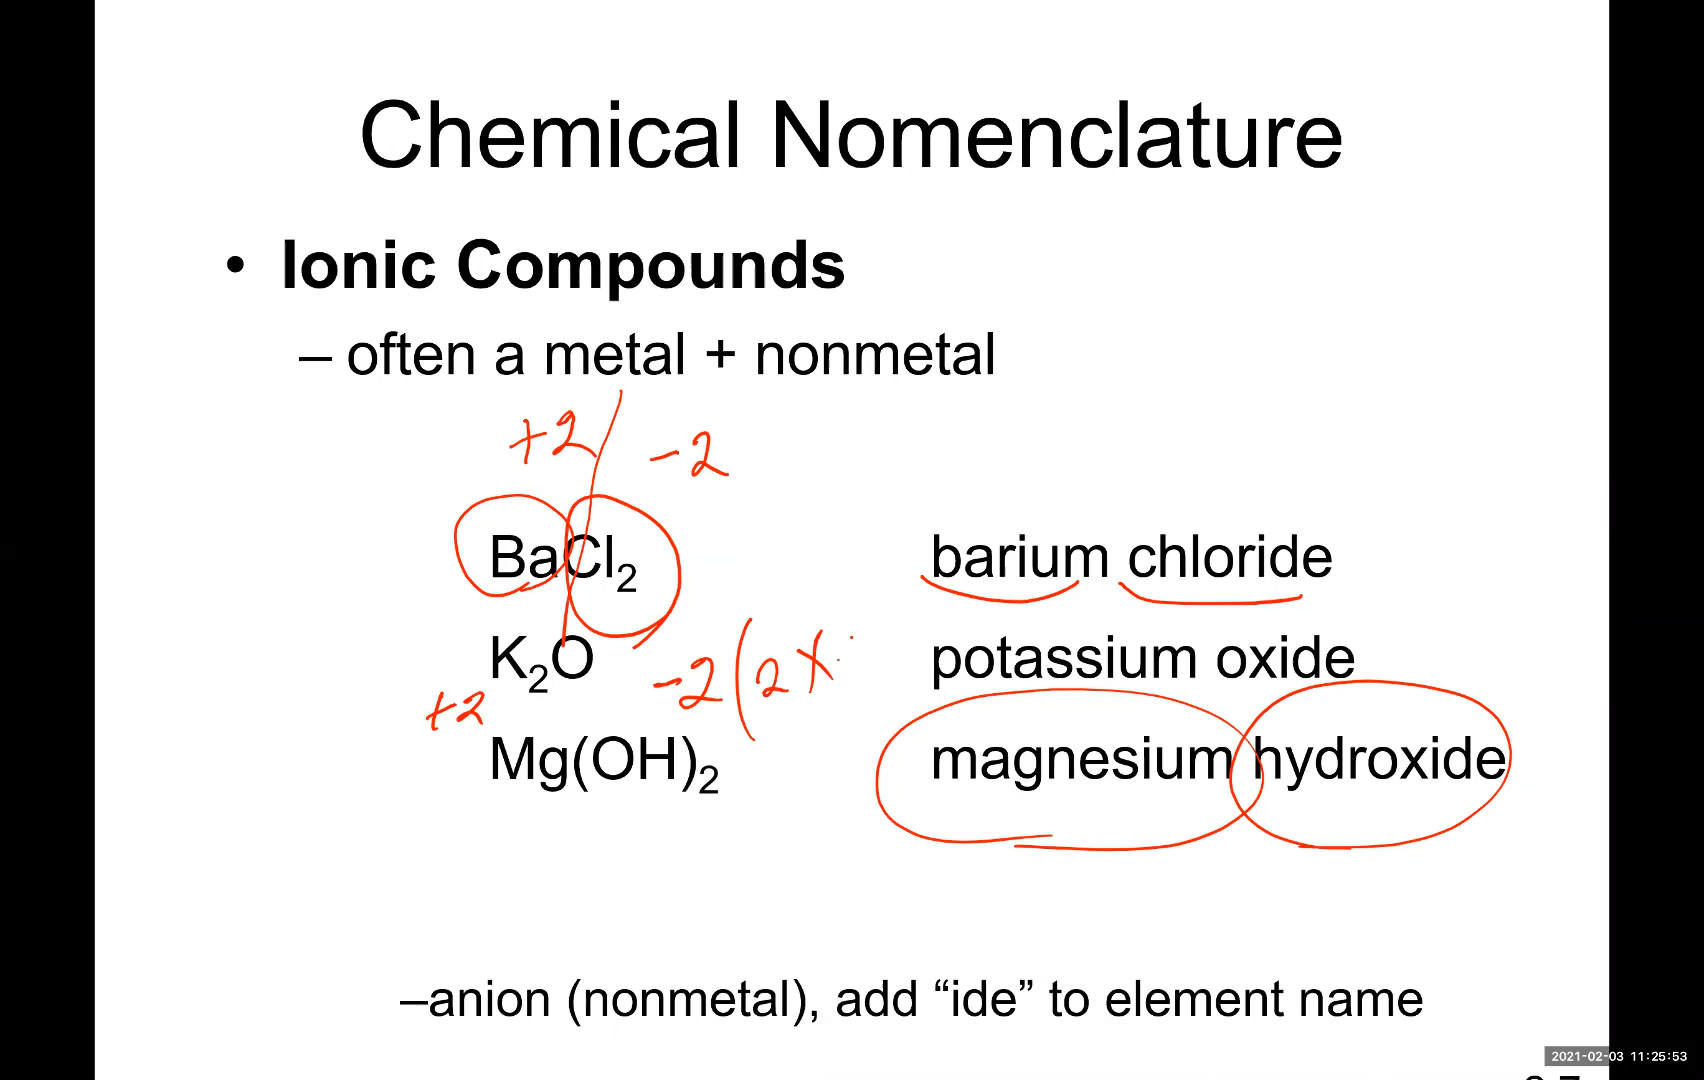 Chemical Nomenclature
• Ionic Compounds
– often a metal + nonmetal
+2 -2
BaCl₂ barium chloride
K₂O potassium oxide
+2 -2(2 X
Mg(OH)₂ magnesium hydroxide
–anion (nonmetal), add “ide” to element name
2021-02-03 11:25:53